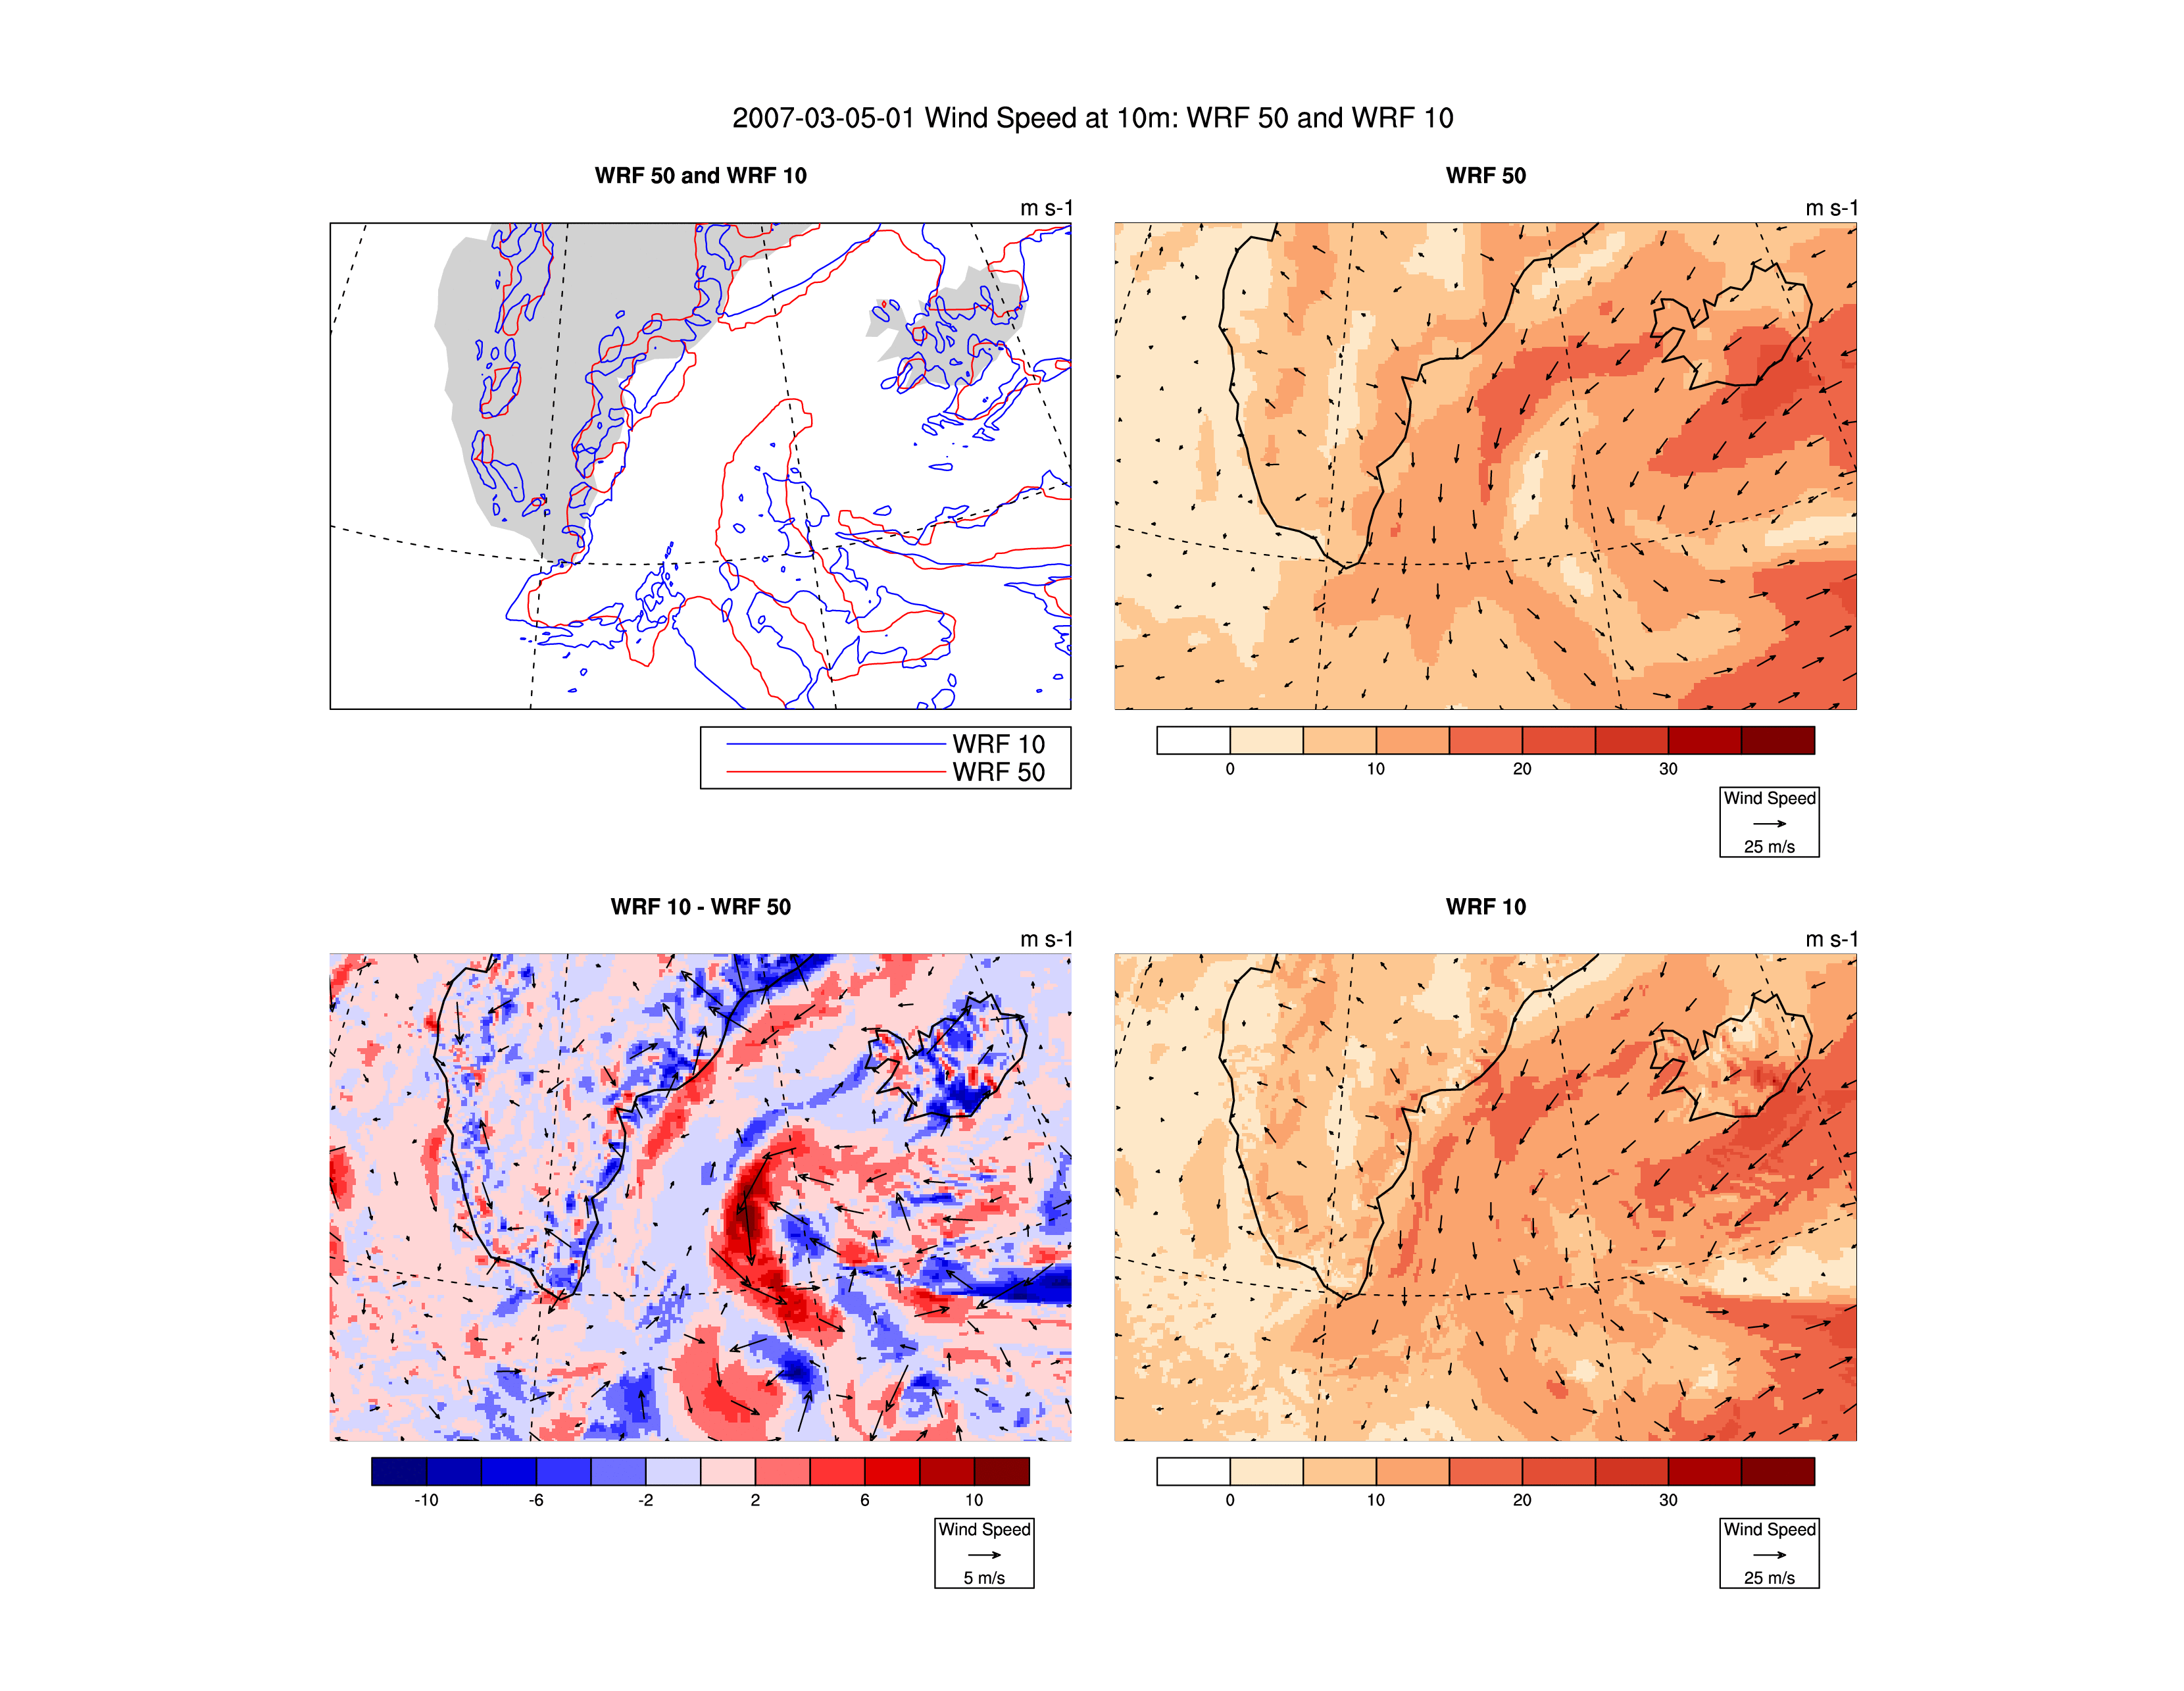 2007-03-05-01 Wind Speed at 10m: WRF 50 and WRF 10
WRF 50 and WRF 10
m s-1
WRF 10
WRF 50
WRF 50
m s-1
0 10 20 30
Wind Speed
25 m/s
WRF 10 - WRF 50
m s-1
-10 -6 -2 2 6 10
Wind Speed
5 m/s
WRF 10
m s-1
0 10 20 30
Wind Speed
25 m/s